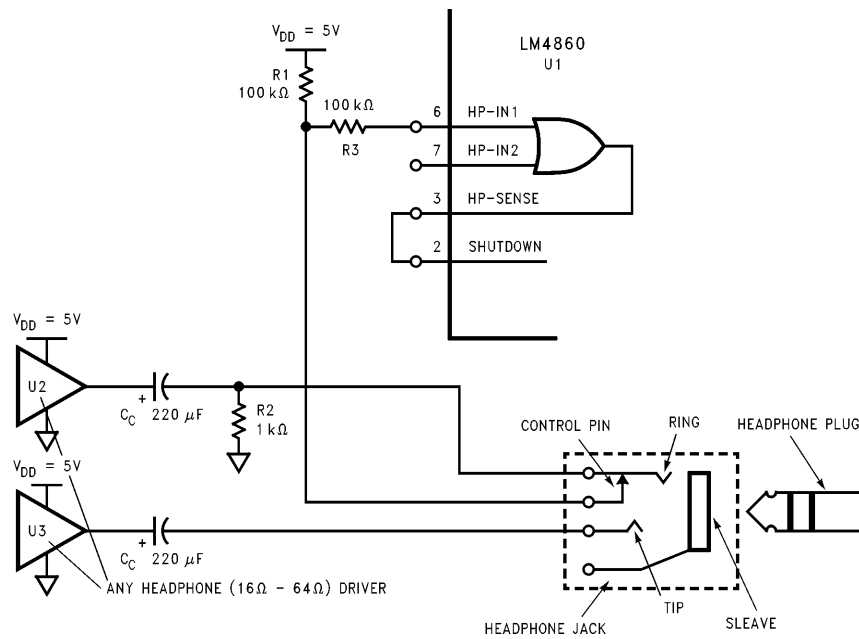 V_DD = 5V
LM4860
U1
R1
100 kΩ
100 kΩ
R3
6 HP-IN1
7 HP-IN2
3 HP-SENSE
2 SHUTDOWN
V_DD = 5V
U2
+
C_C 220 μF
R2
1 kΩ
CONTROL PIN
RING
HEADPHONE PLUG
V_DD = 5V
U3
+
C_C 220 μF
ANY HEADPHONE (16Ω - 64Ω) DRIVER
HEADPHONE JACK
TIP
SLEAVE